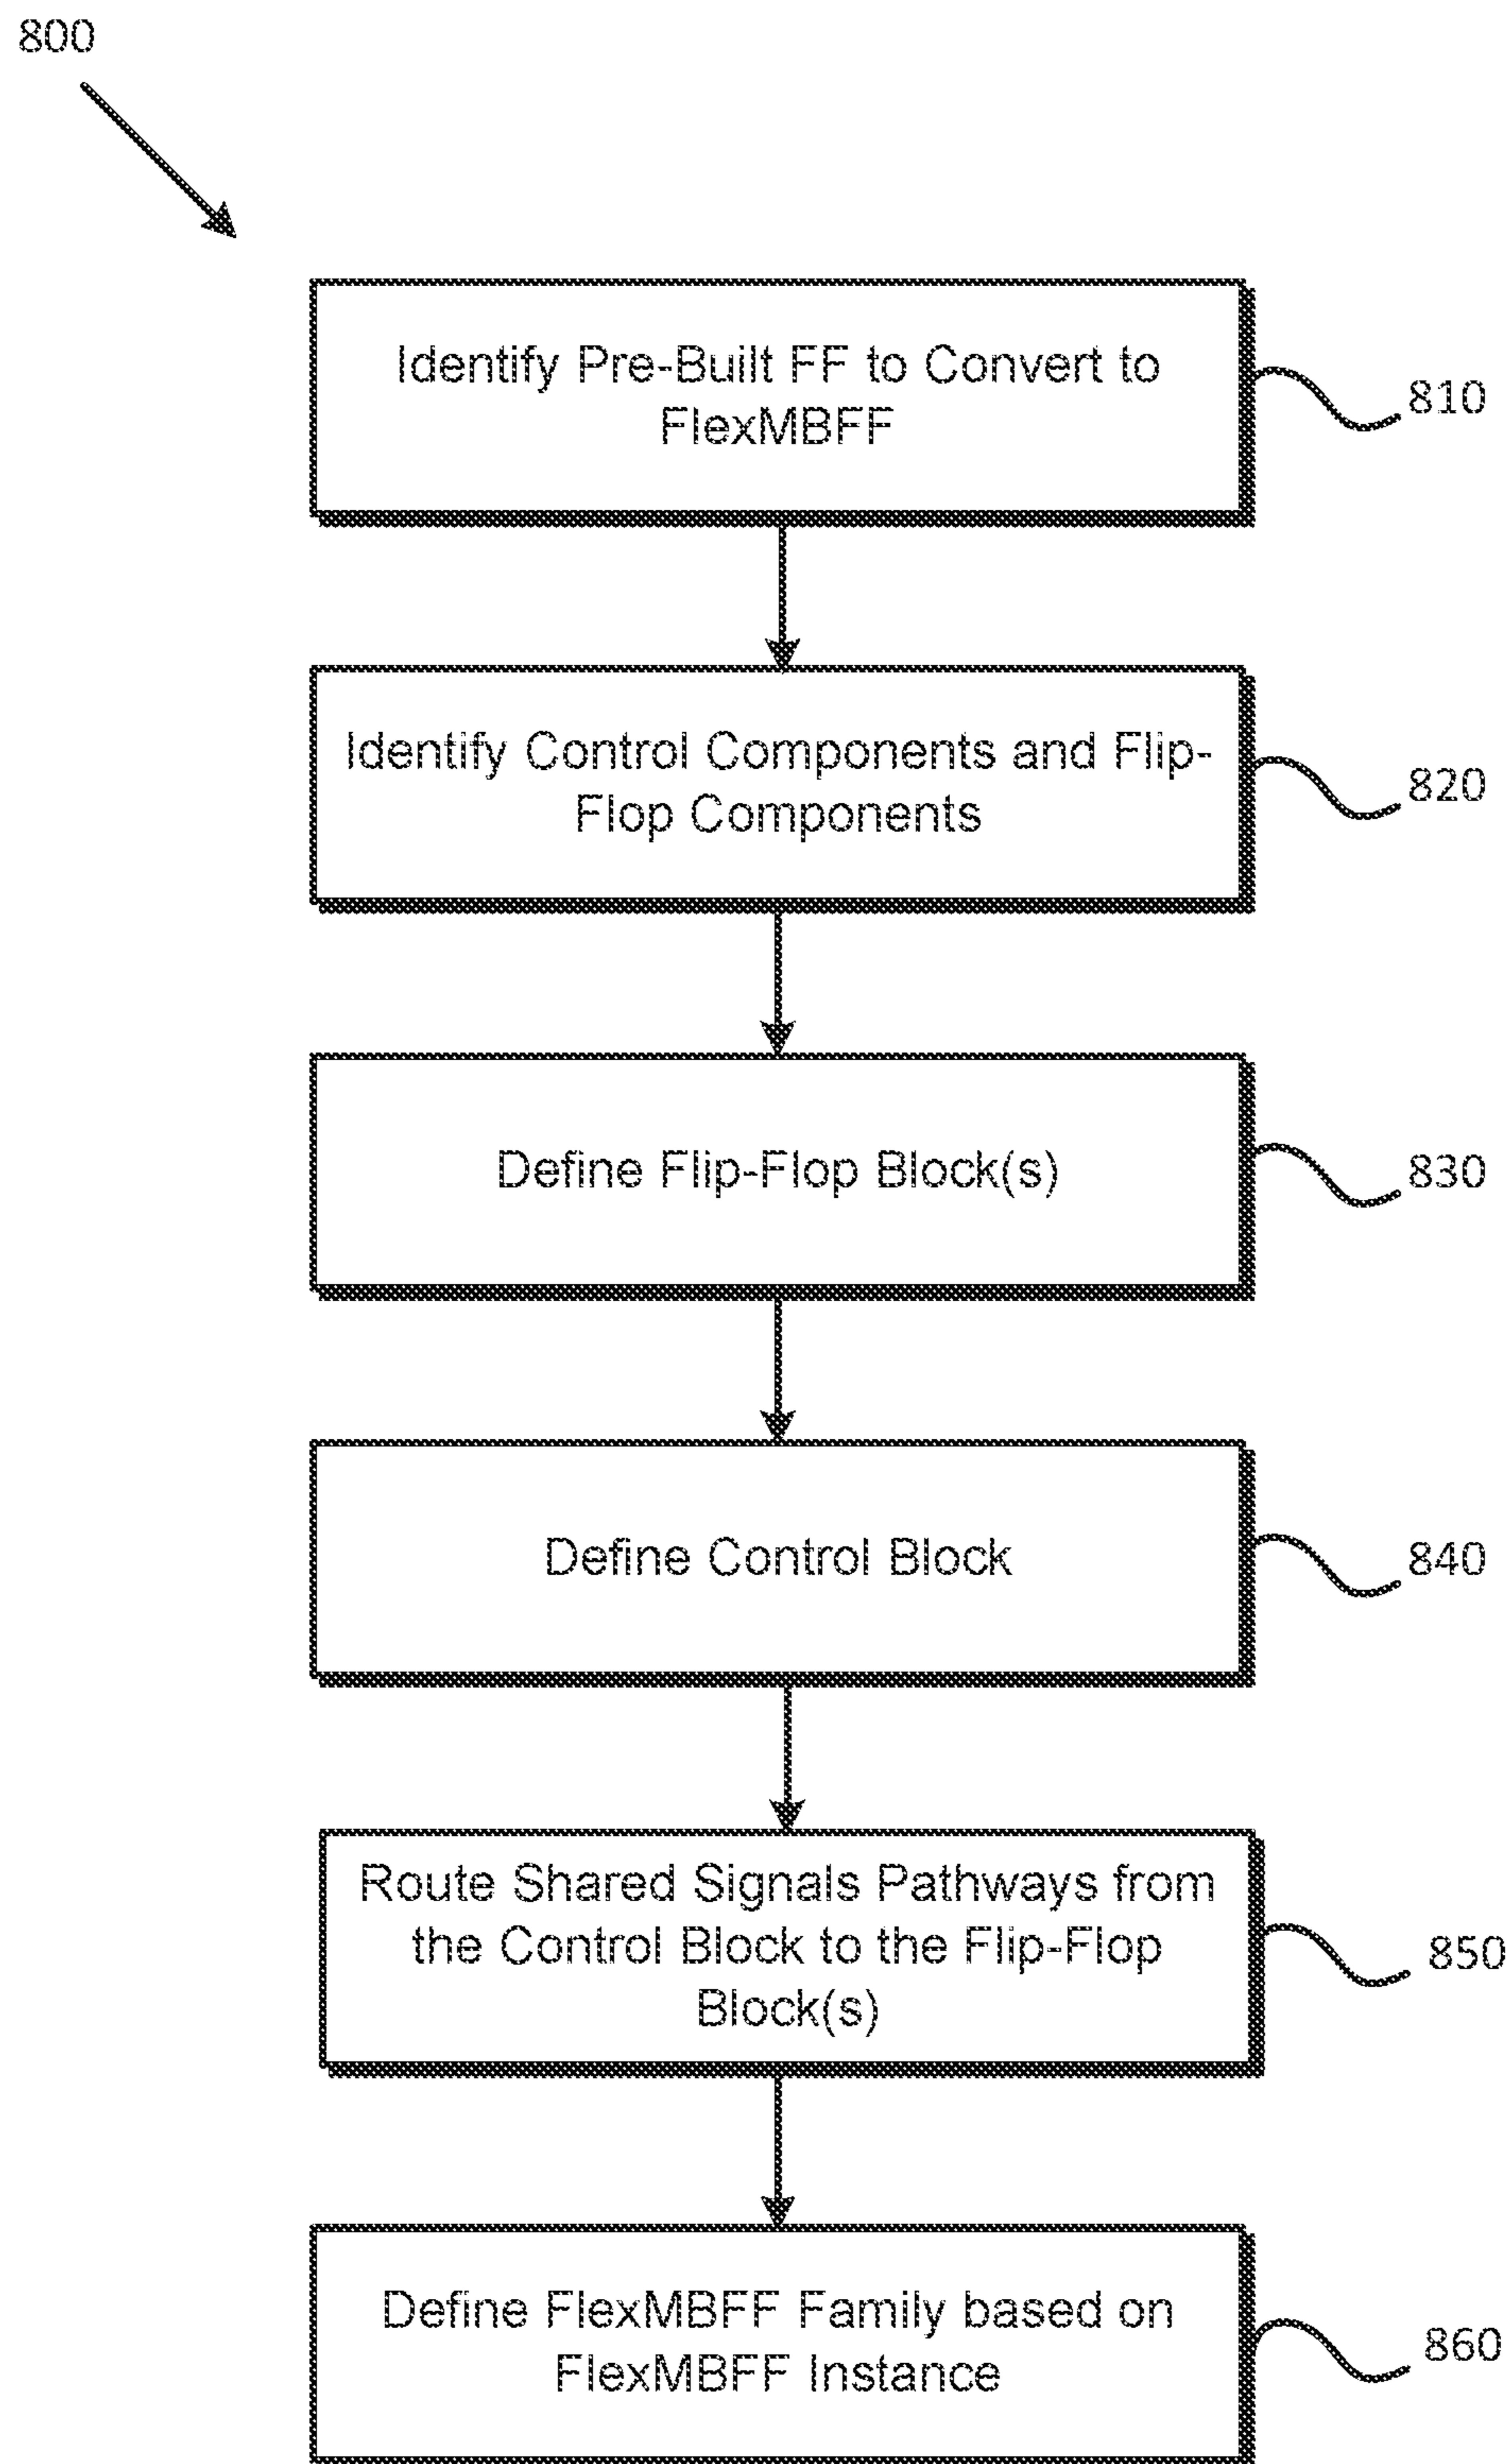 800
Identify Pre-Built FF to Convert to
FlexMBFF
810
Identify Control Components and Flip-
Flop Components
820
Define Flip-Flop Block(s)
830
Define Control Block
840
Route Shared Signals Pathways from
the Control Block to the Flip-Flop
Block(s)
850
Define FlexMBFF Family based on
FlexMBFF Instance
860